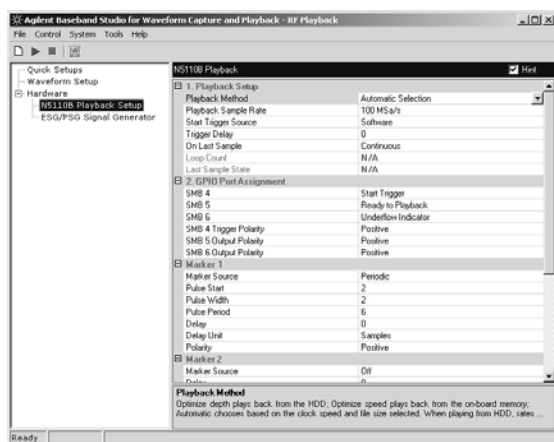 Agilent Baseband Studio for Waveform Capture and Playback - RF Playback
File Control System Tools Help
Quick Setups
Waveform Setup
Hardware
N5110B Playback Setup
ESG/PSG Signal Generator
N5110B Playback Hint
1. Playback Setup
Playback Method Automatic Selection
Playback Sample Rate 100 MSa/s
Start Trigger Source Software
Trigger Delay 0
On Last Sample Continuous
Loop Count N/A
Last Sample State N/A
2. GPIO Port Assignment
SMB 4 Start Trigger
SMB 5 Ready to Playback
SMB 6 Underflow Indicator
SMB 4 Trigger Polarity Positive
SMB 5 Output Polarity Positive
SMB 6 Output Polarity Positive
Marker 1
Marker Source Periodic
Pulse Start 2
Pulse Width 2
Pulse Period 6
Delay 0
Delay Unit Samples
Polarity Positive
Marker 2
Marker Source Off
Delay 0
Playback Method
Optimize depth plays back from the HDD; Optimize speed plays back from the on-board memory;
Automatic chooses based on the clock speed and file size selected. When playing from HDD, rates ...
Ready